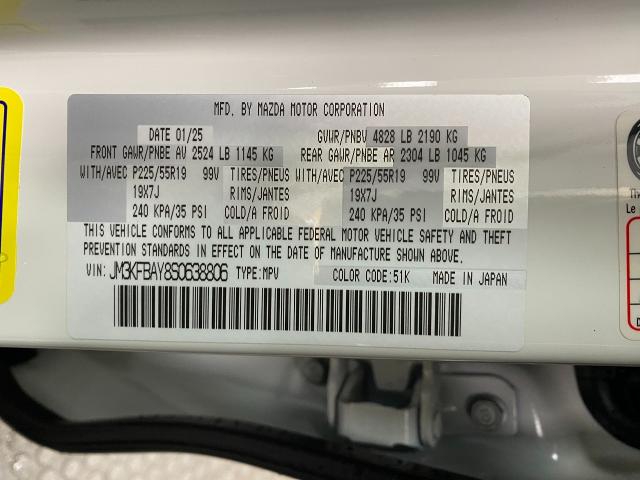 MFD. BY MAZDA MOTOR CORPORATION
DATE 01/25 GVWR/PNBV 4828 LB 2190 KG
FRONT GAWR/PNBE AV 2524 LB 1145 KG REAR GAWR/PNBE AR 2304 LB 1045 KG
WITH/AVEC P225/55R19 99V TIRES/PNEUS WITH/AVEC P225/55R19 99V TIRES/PNEUS
19X7J RIMS/JANTES 19X7J RIMS/JANTES
240 KPA/35 PSI COLD/A FROID 240 KPA/35 PSI COLD/A FROID
THIS VEHICLE CONFORMS TO ALL APPLICABLE FEDERAL MOTOR VEHICLE SAFETY AND THEFT
PREVENTION STANDARDS IN EFFECT ON THE DATE OF MANUFACTURE SHOWN ABOVE.
VIN: JM3KFBAY8S0638806 TYPE:MPV COLOR CODE:51K MADE IN JAPAN
Le